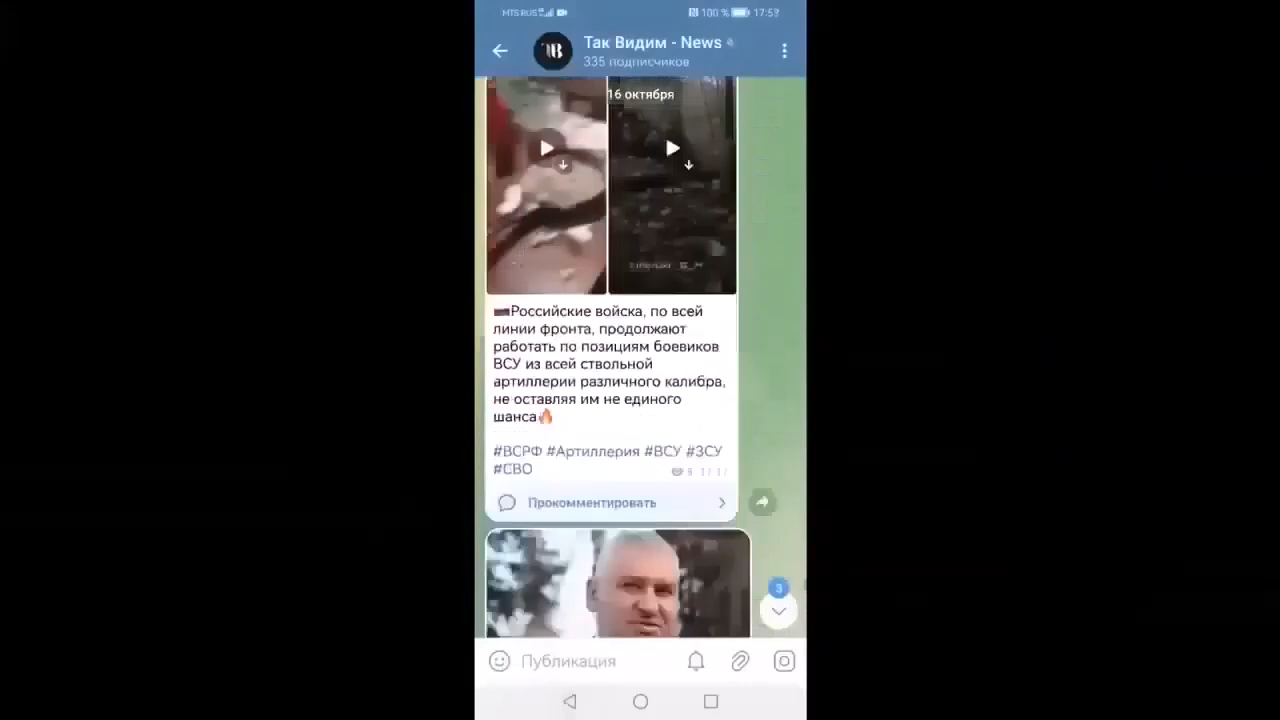 MTS RUS
100 % 17:53
Так Видим - News
335 подписчиков
16 октября
Российские войска, по всей
линии фронта, продолжают
работать по позициям боевиков
ВСУ из всей ствольной
артиллерии различного калибра,
не оставляя им не единого
шанса🔥
#ВСРФ #Артиллерия #ВСУ #ЗСУ
#СВО
Прокомментировать
3
Публикация